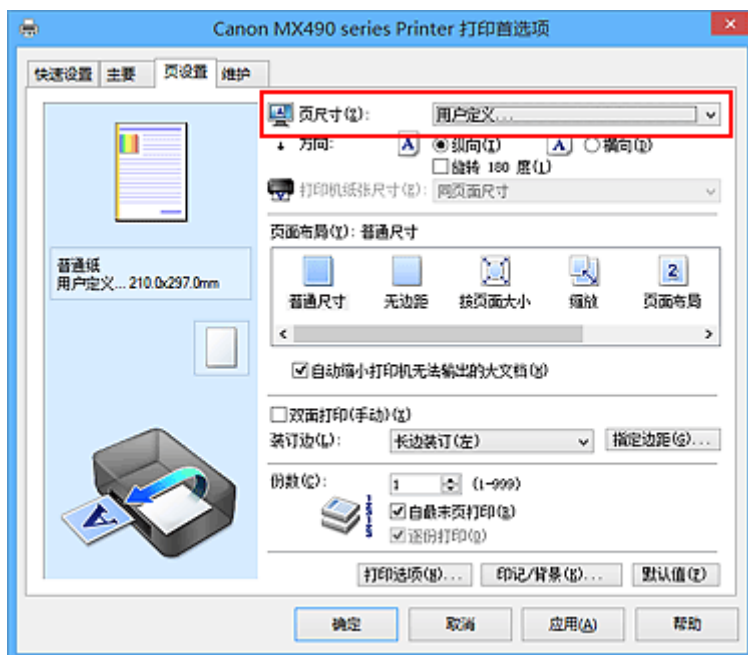 Canon MX490 series Printer 打印首选项
快速设置 主要 页设置 维护
页尺寸(Z): 用户定义...
方向: A 纵向(T) A 横向(D)
旋转 180 度(L)
打印机纸张尺寸(E): 同页面尺寸
页面布局(Y): 普通尺寸
普通纸
用户定义... 210.0x297.0mm
普通尺寸 无边距 按页面大小 缩放 页面布局
自动缩小打印机无法输出的大文档(X)
双面打印(手动)(X)
装订边(L): 长边装订(左) 指定边距(G)...
份数(C): 1 (1-999)
自最末页打印(R)
逐份打印(O)
打印选项(N)... 印记/背景(K)... 默认值(F)
确定 取消 应用(A) 帮助